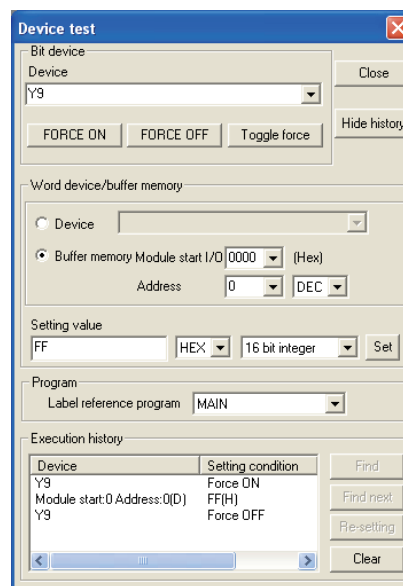 Device test
Bit device
Device
Close
Y9
FORCE ON FORCE OFF Toggle force
Hide history
Word device/buffer memory
Device
Buffer memory Module start I/O 0000 (Hex)
Address 0 DEC
Setting value
FF HEX 16 bit integer Set
Program
Label reference program MAIN
Execution history
Device Setting condition
Y9 Force ON
Module start:0 Address:0(D) FF(H)
Y9 Force OFF
Find
Find next
Re-setting
Clear